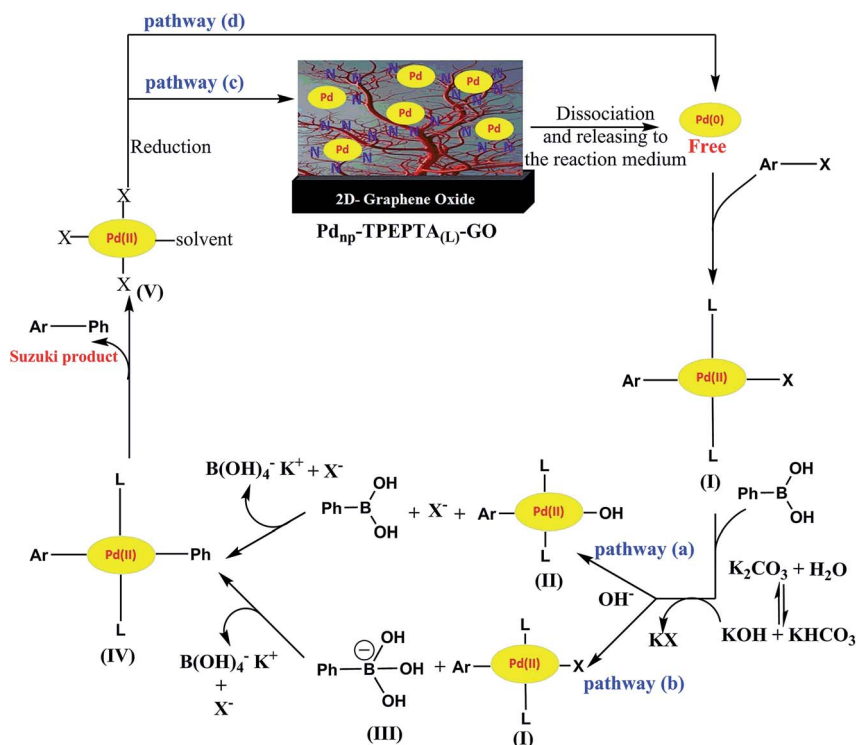 pathway (d)
pathway (c)
Reduction
Pd
Pd
Pd
Pd
Pd
Pd
Pd
N
N
N
N
N
N
N
N
N
N
N
N
2D- Graphene Oxide
Pdnp-TPEPTA(L)-GO
Dissociation
and releasing to
the reaction medium
Pd(0)
Free
Ar X
X
X Pd(II) solvent
X
(V)
Ar Ph
Suzuki product
L
Ar Pd(II) X
L
(I)
OH
Ph B
OH
L
Ar Pd(II) Ph
L
(IV)
B(OH)4- K+ + X-
OH
Ph B + X- +
OH
L
Ar Pd(II) OH
L
(II)
pathway (a)
OH-
K2CO3 + H2O
KX
KOH + KHCO3
pathway (b)
B(OH)4- K+
+
X-
OH
Ph B OH
OH
(III)
+
L
Ar Pd(II) X
L
(I)